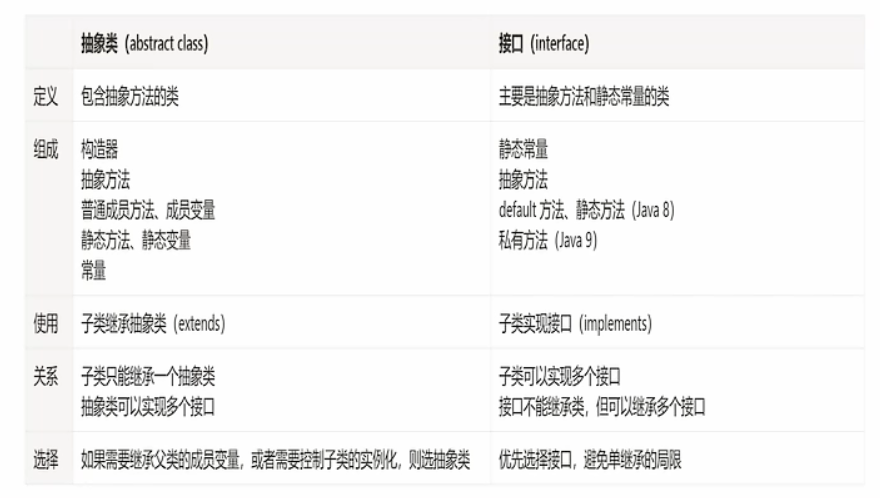 抽象类 (abstract class) 接口 (interface)
定义 包含抽象方法的类 主要是抽象方法和静态常量的类
组成 构造器 静态常量
抽象方法 抽象方法
普通成员方法、成员变量 default 方法、静态方法 (Java 8)
静态方法、静态变量 私有方法 (Java 9)
常量
使用 子类继承抽象类 (extends) 子类实现接口 (implements)
关系 子类只能继承一个抽象类 子类可以实现多个接口
抽象类可以实现多个接口 接口不能继承类，但可以继承多个接口
选择 如果需要继承父类的成员变量，或者需要控制子类的实例化，则选抽象类 优先选择接口，避免单继承的局限